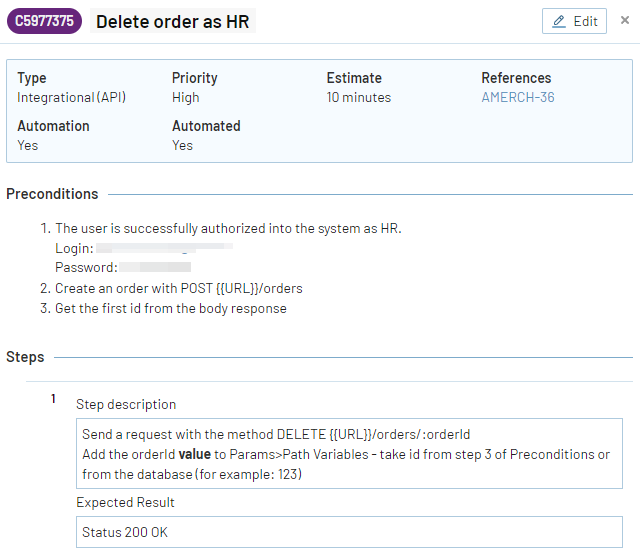 C5977375 Delete order as HR Edit ×
Type Priority Estimate References
Integrational (API) High 10 minutes AMERCH-36
Automation Automated
Yes Yes
Preconditions
1. The user is successfully authorized into the system as HR.
Login:
Password:
2. Create an order with POST {{URL}}/orders
3. Get the first id from the body response
Steps
1 Step description
Send a request with the method DELETE {{URL}}/orders/:orderId
Add the orderId value to Params>Path Variables - take id from step 3 of Preconditions or
from the database (for example: 123)
Expected Result
Status 200 OK